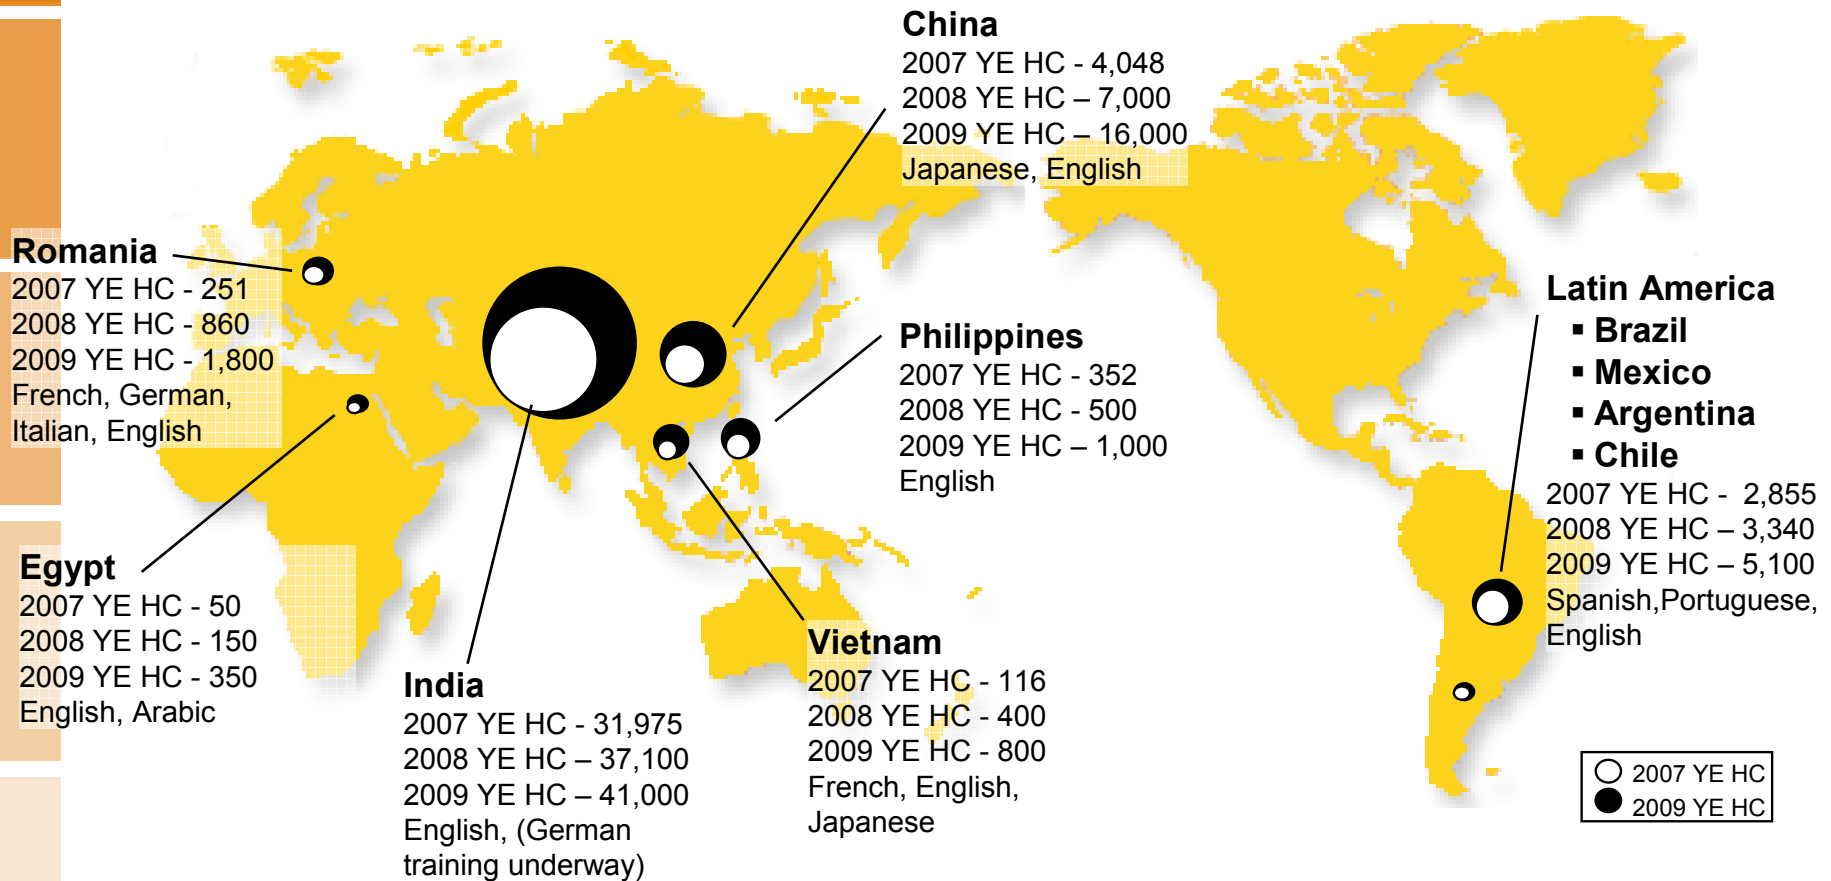 China
2007 YE HC - 4,048
2008 YE HC – 7,000
2009 YE HC – 16,000
Japanese, English
Romania
2007 YE HC - 251
2008 YE HC - 860
2009 YE HC - 1,800
French, German,
Italian, English
Philippines
2007 YE HC - 352
2008 YE HC - 500
2009 YE HC – 1,000
English
Latin America
▪ Brazil
▪ Mexico
▪ Argentina
▪ Chile
2007 YE HC -  2,855
2008 YE HC – 3,340
2009 YE HC – 5,100
Spanish,Portuguese,
English
Egypt
2007 YE HC - 50
2008 YE HC - 150
2009 YE HC - 350
English, Arabic
India
2007 YE HC - 31,975
2008 YE HC – 37,100
2009 YE HC – 41,000
English, (German
training underway)
Vietnam
2007 YE HC - 116
2008 YE HC - 400
2009 YE HC - 800
French, English,
Japanese
2007 YE HC
2009 YE HC